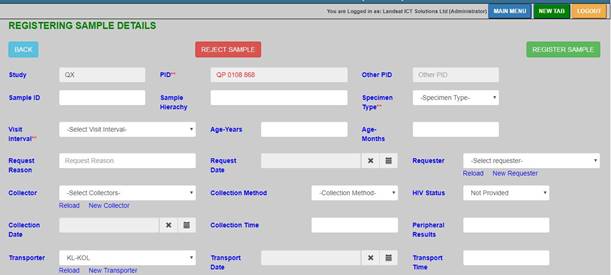 You are Logged in as: Landsat ICT Solutions Ltd (Administrator) MAIN MENU NEW TAB LOGOUT
REGISTERING SAMPLE DETAILS
BACK REJECT SAMPLE REGISTER SAMPLE
Study QX PID** QP 0108 868 Other PID Other PID
Sample ID Sample Hierachy Specimen Type** -Specimen Type-
Visit Interval** -Select Visit Interval- Age-Years Age-Months
Request Reason Request Reason Request Date Requester -Select requester-
Reload New Requester
Collector -Select Collectors- Collection Method -Collection Method- HIV Status Not Provided
Reload New Collector
Collection Date Collection Time Peripheral Results
Transporter KL-KOL Transport Date Transport Time
Reload New Transporter